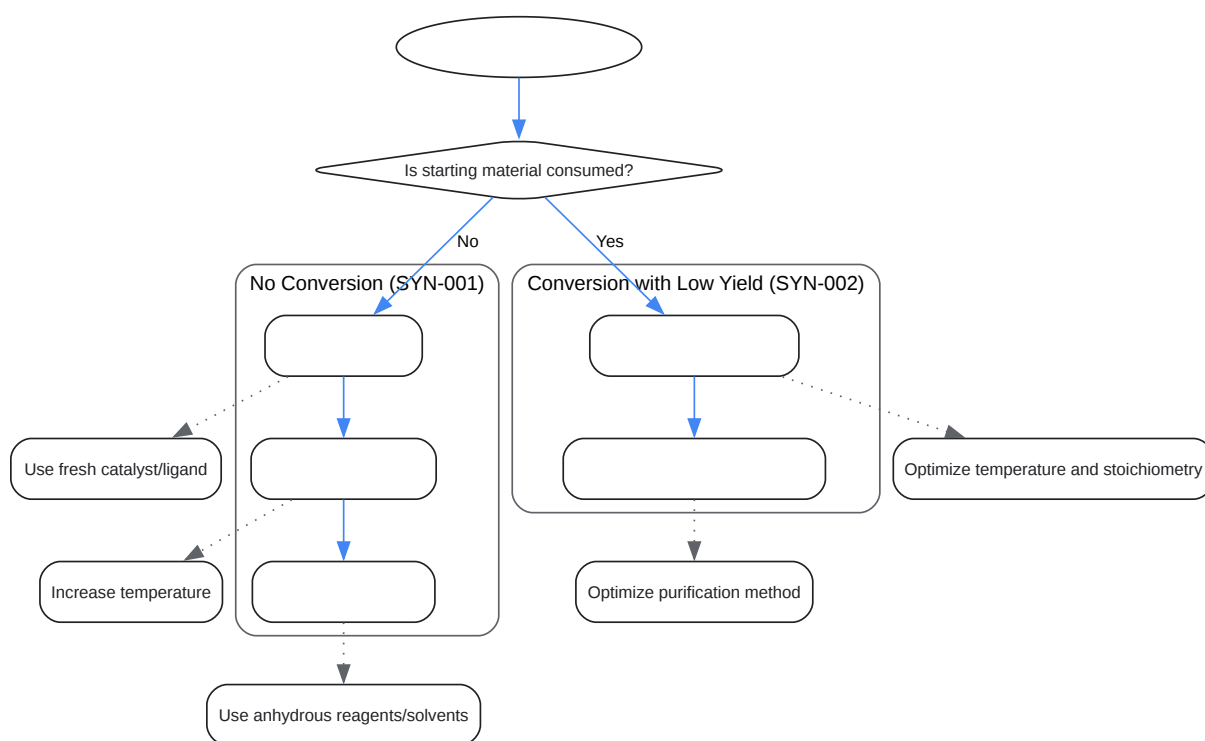 Is starting material consumed?
No
Yes
No Conversion (SYN-001)
Conversion with Low Yield (SYN-002)
Use fresh catalyst/ligand
Optimize temperature and stoichiometry
Increase temperature
Optimize purification method
Use anhydrous reagents/solvents